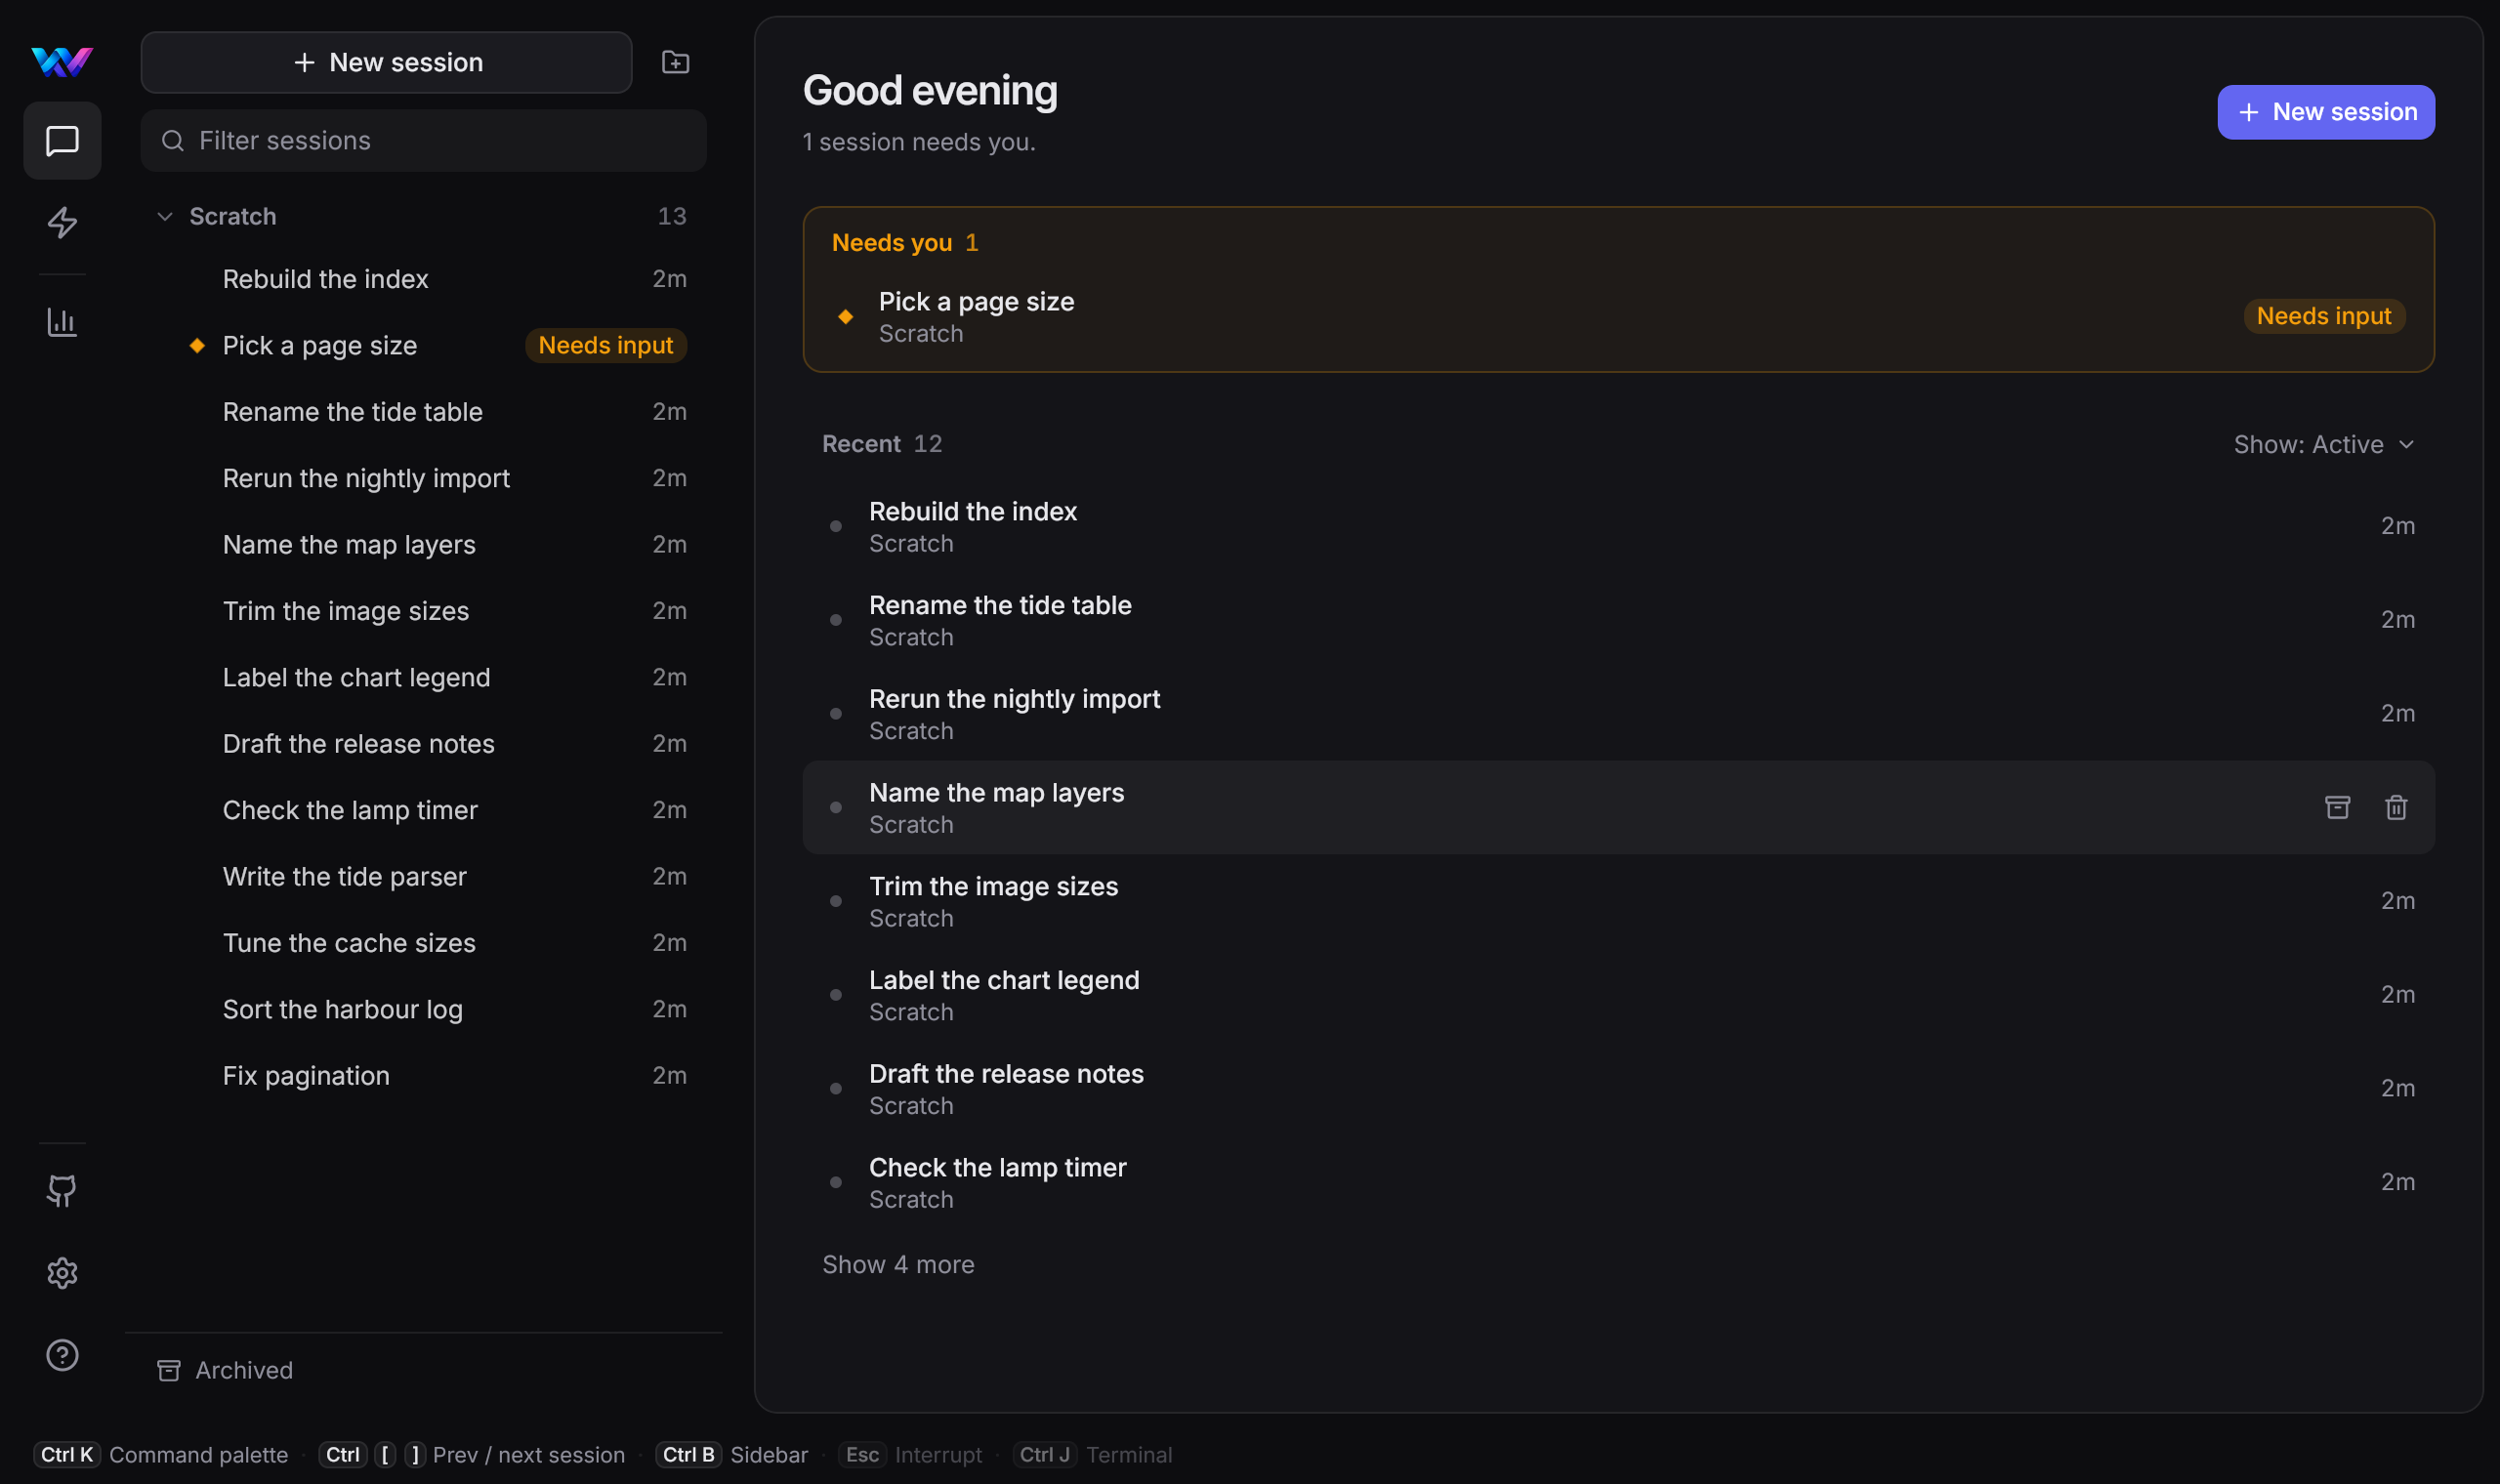 New session
Filter sessions
Scratch 13
Rebuild the index 2m
Pick a page size Needs input
Rename the tide table 2m
Rerun the nightly import 2m
Name the map layers 2m
Trim the image sizes 2m
Label the chart legend 2m
Draft the release notes 2m
Check the lamp timer 2m
Write the tide parser 2m
Tune the cache sizes 2m
Sort the harbour log 2m
Fix pagination 2m
Archived
Good evening
1 session needs you.
New session
Needs you 1
Pick a page size
Scratch
Needs input
Recent 12
Show: Active
Rebuild the index
Scratch
2m
Rename the tide table
Scratch
2m
Rerun the nightly import
Scratch
2m
Name the map layers
Scratch
Trim the image sizes
Scratch
2m
Label the chart legend
Scratch
2m
Draft the release notes
Scratch
2m
Check the lamp timer
Scratch
2m
Show 4 more
Ctrl K Command palette · Ctrl [ ] Prev / next session · Ctrl B Sidebar · Esc Interrupt · Ctrl J Terminal